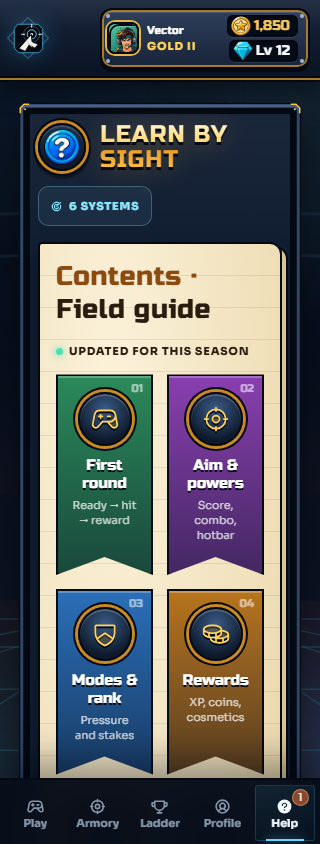 Vector
GOLD II
1,850
Lv 12
LEARN BY
SIGHT
6 SYSTEMS
Contents ·
Field guide
UPDATED FOR THIS SEASON
01
First
round
Ready → hit
→ reward
02
Aim &
powers
Score,
combo,
hotbar
03
Modes &
rank
Pressure
and stakes
04
Rewards
XP, coins,
cosmetics
Play
Armory
Ladder
Profile
1
Help